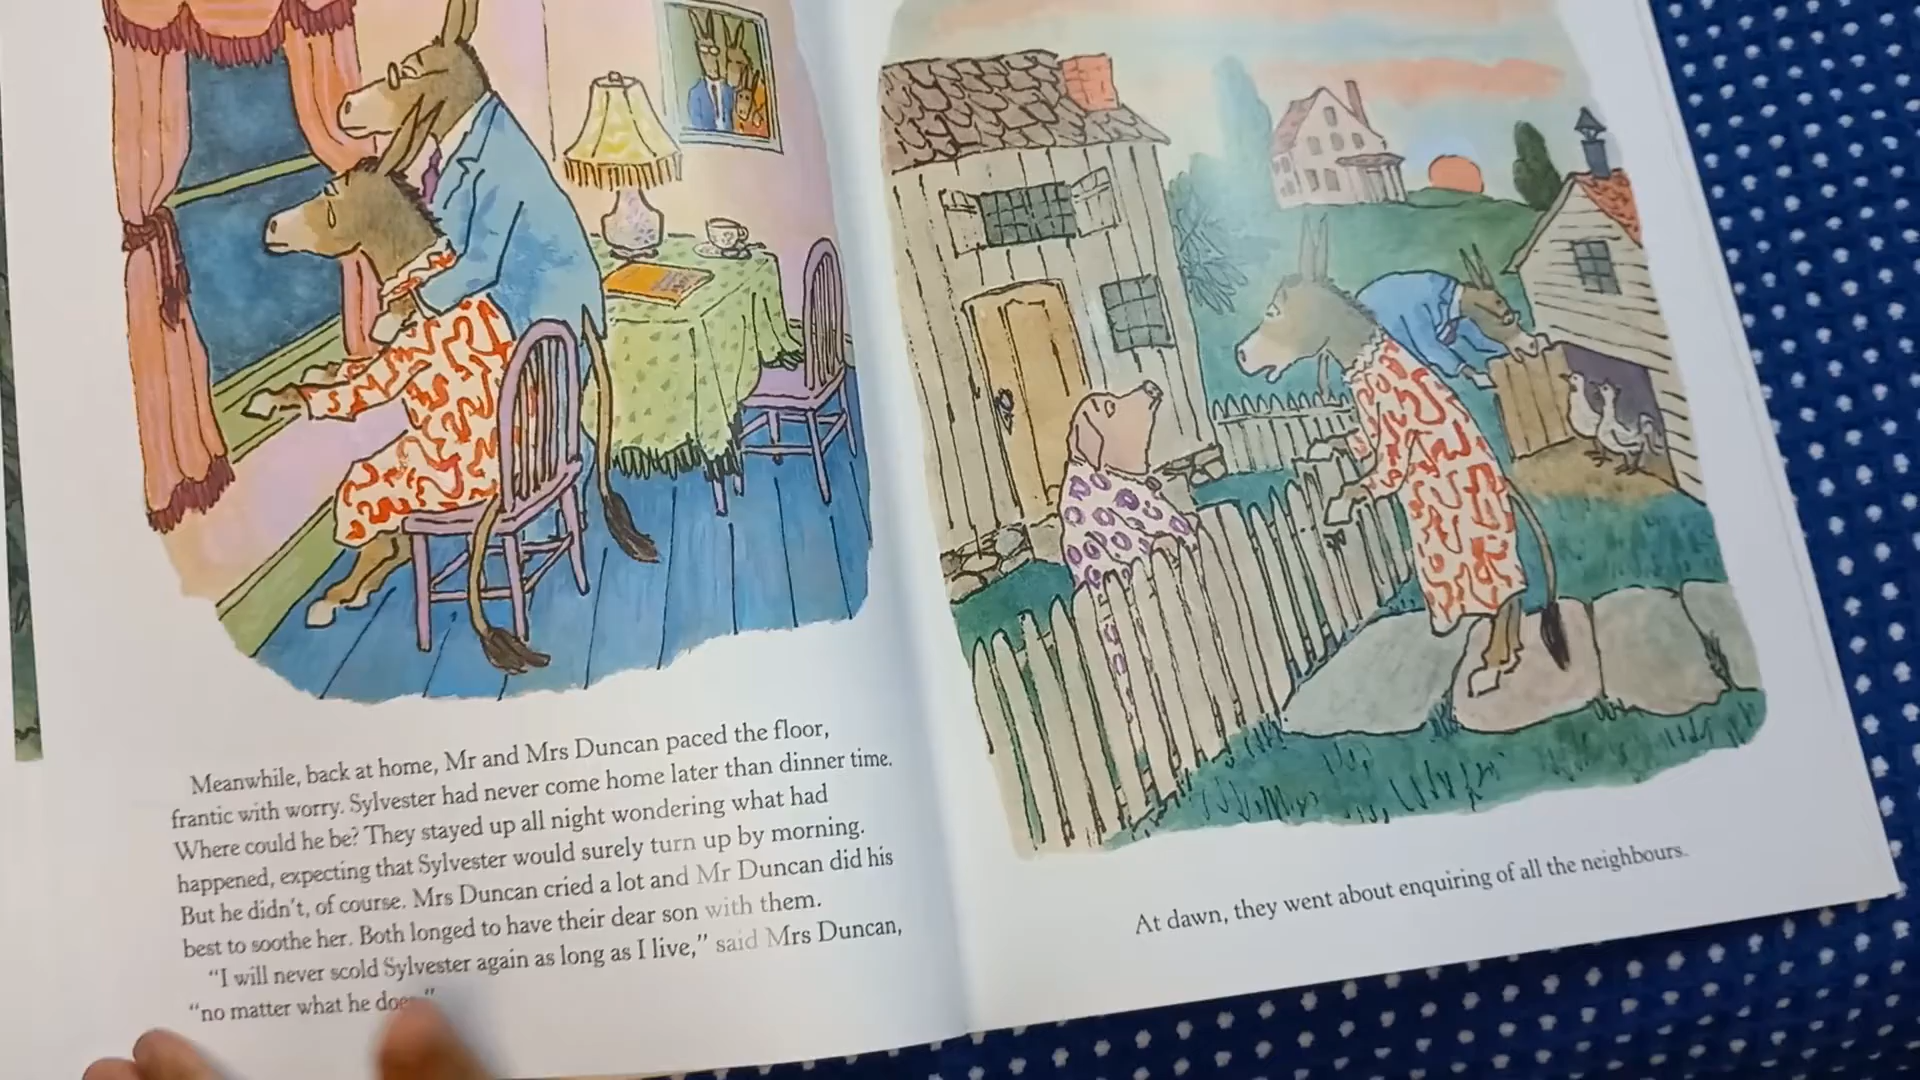 Meanwhile, back at home, Mr and Mrs Duncan paced the floor,
frantic with worry. Sylvester had never come home later than dinner time.
Where could he be? They stayed up all night wondering what had
happened, expecting that Sylvester would surely turn up by morning.
But he didn't, of course. Mrs Duncan cried a lot and Mr Duncan did his
best to soothe her. Both longed to have their dear son with them.
“I will never scold Sylvester again as long as I live,” said Mrs Duncan,
“no matter what he does.”
At dawn, they went about enquiring of all the neighbours.